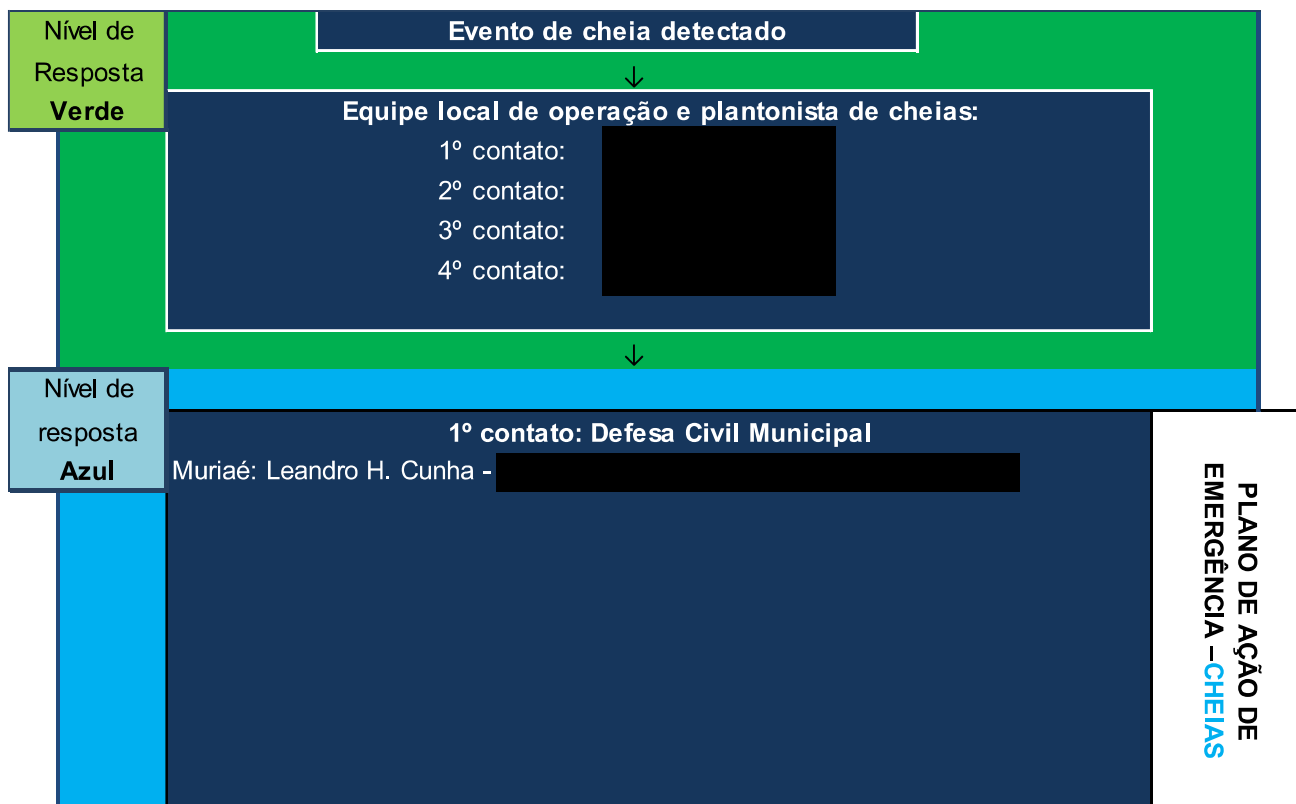 Nível de
Resposta
Verde
Evento de cheia detectado
↓
Equipe local de operação e plantonista de cheias:
1º contato:
2º contato:
3º contato:
4º contato:
↓
Nível de
resposta
Azul
1º contato: Defesa Civil Municipal
Muriaé: Leandro H. Cunha -
PLANO DE AÇÃO DE
EMERGÊNCIA –CHEIAS